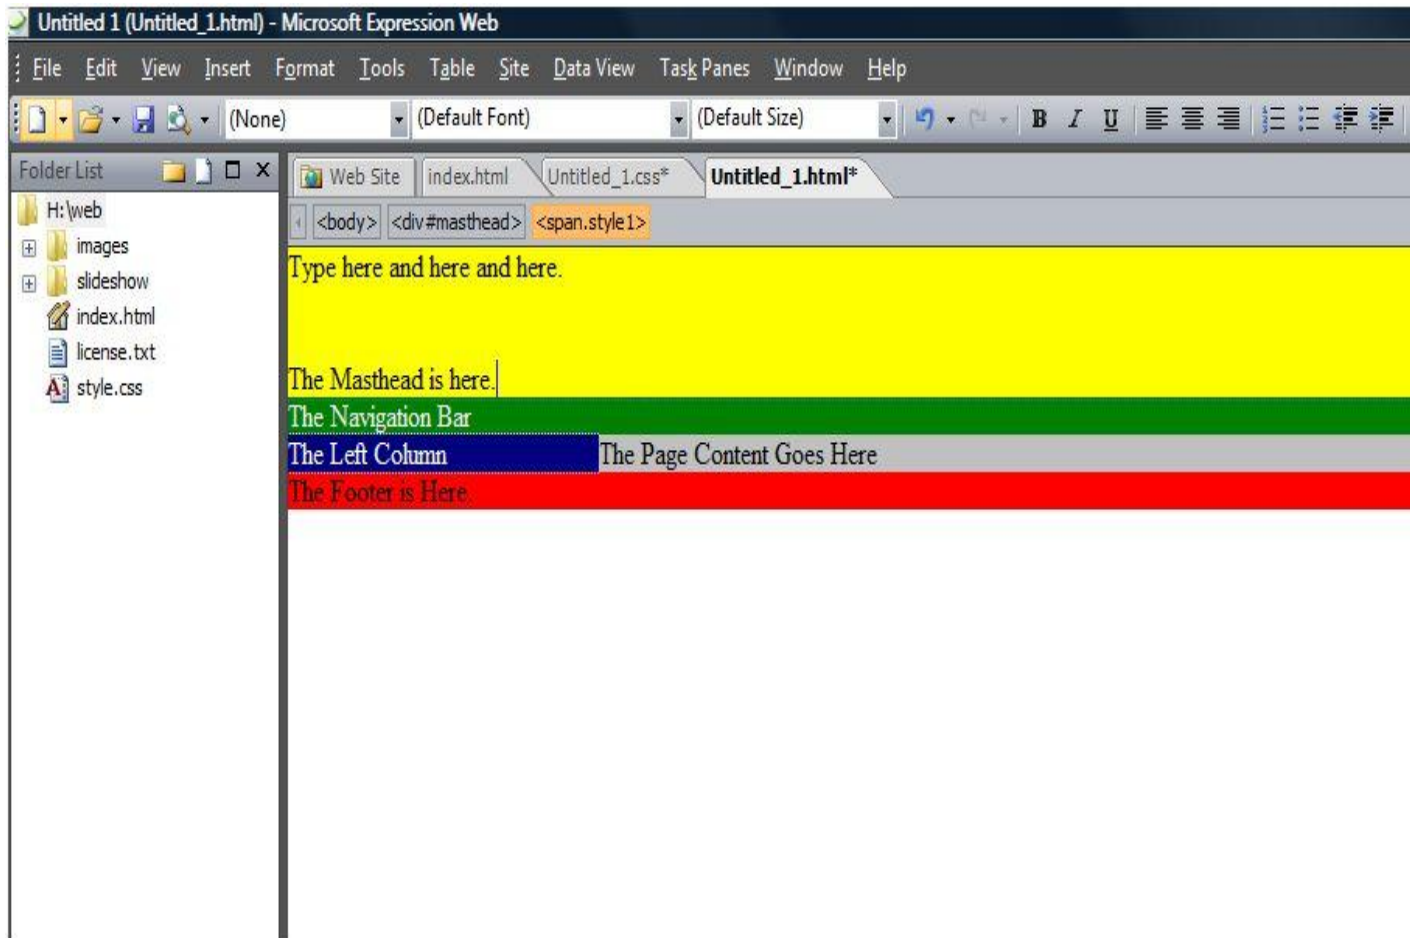 Untitled 1 (Untitled_1.html) - Microsoft Expression Web
File Edit View Insert Format Tools Table Site Data View Task Panes Window Help
(None) (Default Font) (Default Size) B I U
Folder List
H:\web
images
slideshow
index.html
license.txt
style.css
Web Site index.html Untitled_1.css* Untitled_1.html*
<body> <div#masthead> <span.style1>
Type here and here and here.
The Masthead is here.
The Navigation Bar
The Left Column The Page Content Goes Here
The Footer is Here.